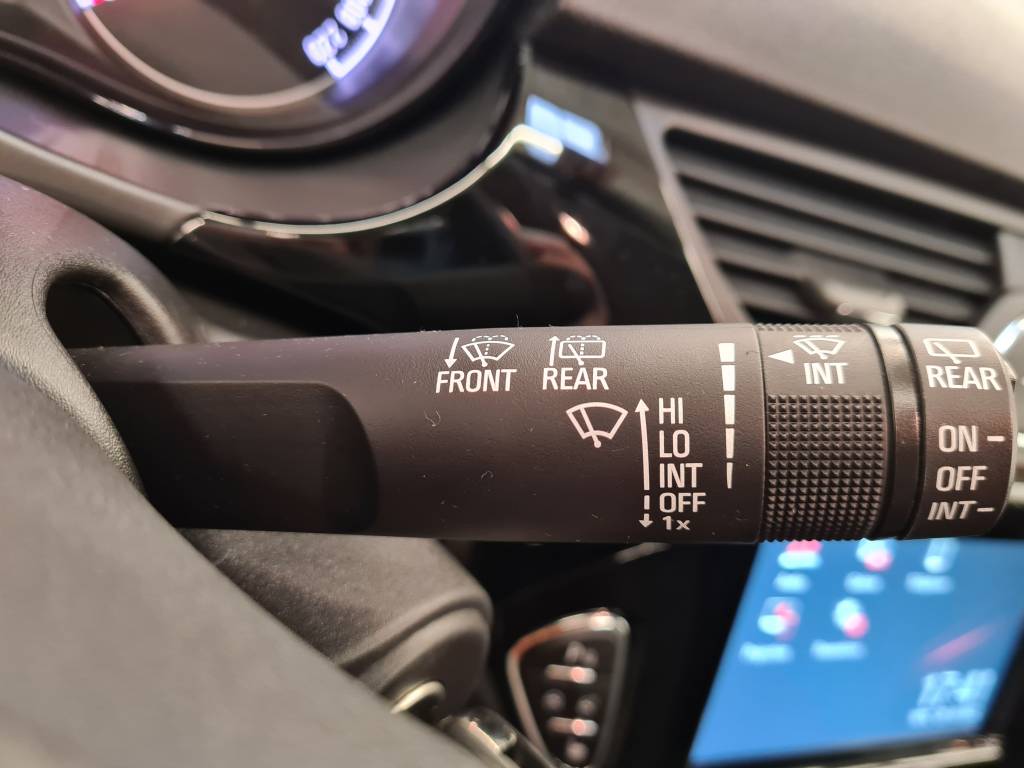 FRONT
REAR
HI
LO
INT
OFF
1x
INT
REAR
ON
OFF
INT